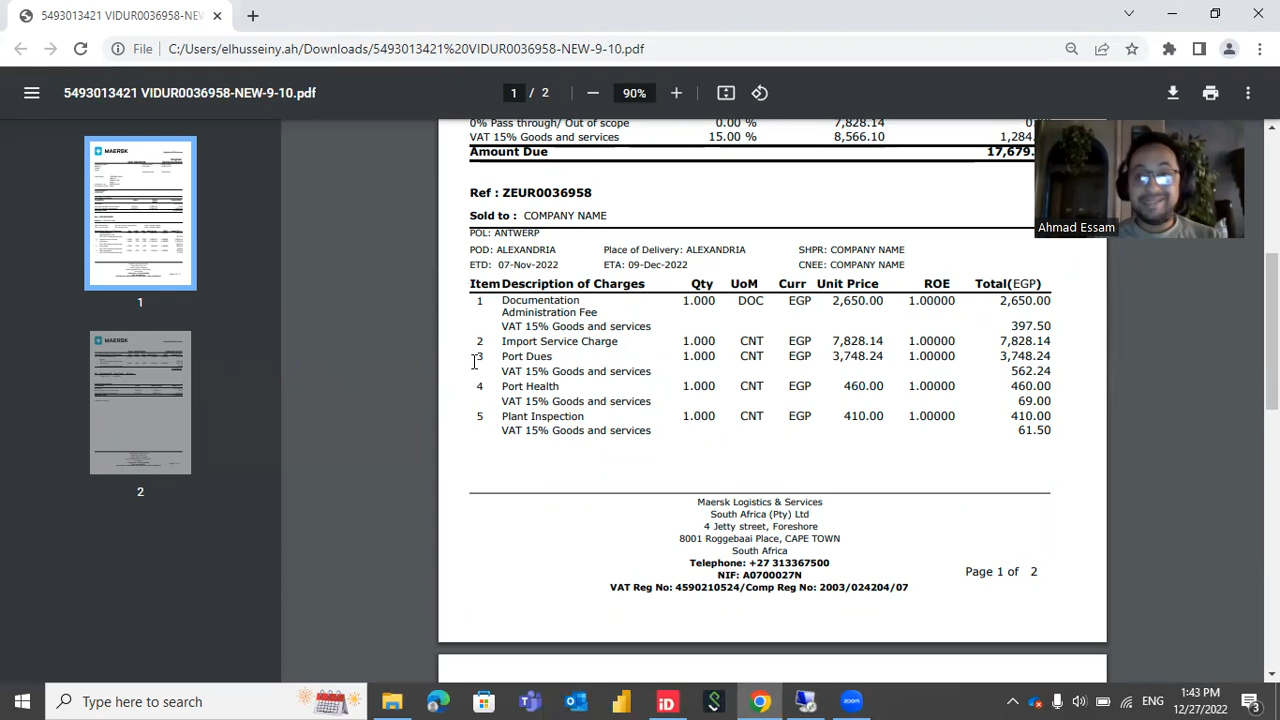 5493013421 VIDUR0036958-NEW
File C:/Users/elhusseiny.ah/Downloads/5493013421%20VIDUR0036958-NEW-9-10.pdf
5493013421 VIDUR0036958-NEW-9-10.pdf 1 / 2 90%
MAERSK
1
MAERSK
2
0% Pass through/ Out of scope 0.00 % 7,828.14
VAT 15% Goods and services 15.00 % 8,566.10 1,284.
Amount Due 17,679.
Ref : ZEUR0036958
Sold to : COMPANY NAME
POL: ANTWERP
POD: ALEXANDRIA Place of Delivery: ALEXANDRIA SHPR: COMPANY NAME
ETD: 07-Nov-2022 ETA: 09-Dec-2022 CNEE: COMPANY NAME
Item Description of Charges Qty UoM Curr Unit Price ROE Total(EGP)
1 Documentation 1.000 DOC EGP 2,650.00 1.00000 2,650.00
Administration Fee
VAT 15% Goods and services 397.50
2 Import Service Charge 1.000 CNT EGP 7,828.14 1.00000 7,828.14
3 Port Dues 1.000 CNT EGP 3,748.24 1.00000 3,748.24
VAT 15% Goods and services 562.24
4 Port Health 1.000 CNT EGP 460.00 1.00000 460.00
VAT 15% Goods and services 69.00
5 Plant Inspection 1.000 CNT EGP 410.00 1.00000 410.00
VAT 15% Goods and services 61.50
Maersk Logistics & Services
South Africa (Pty) Ltd
4 Jetty street, Foreshore
8001 Roggebaai Place, CAPE TOWN
South Africa
Telephone: +27 313367500
NIF: A0700027N
VAT Reg No: 4590210524/Comp Reg No: 2003/024204/07
Page 1 of 2
Ahmad Essam
Type here to search
iD
zoom
ENG
1:43 PM
12/27/2022
3